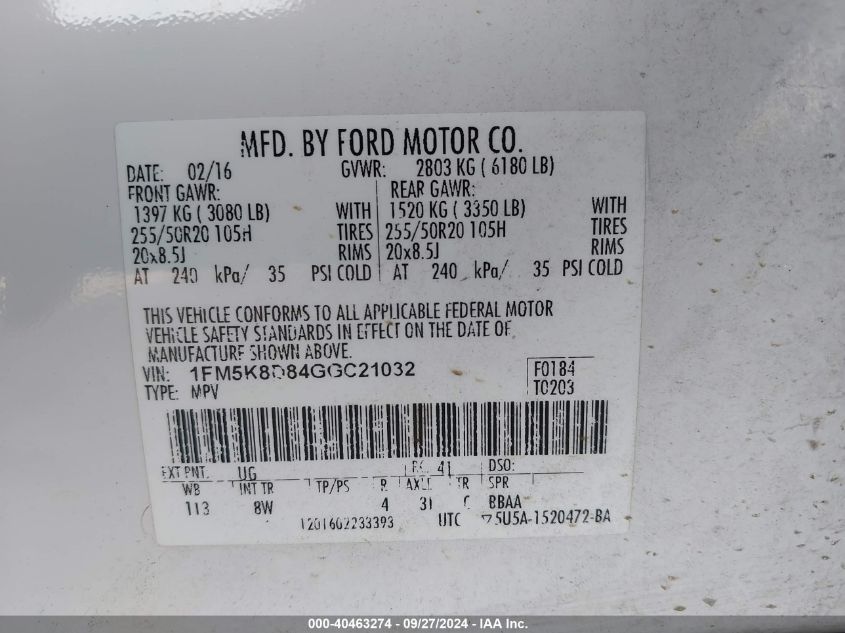 MFD. BY FORD MOTOR CO.
DATE: 02/16 GVWR: 2803 KG ( 6180 LB)
FRONT GAWR: REAR GAWR:
1397 KG ( 3080 LB) WITH 1520 KG ( 3350 LB) WITH
255/50R20 105H TIRES 255/50R20 105H TIRES
20x8.5J RIMS 20x8.5J RIMS
AT 240 kPa/ 35 PSI COLD AT 240 kPa/ 35 PSI COLD
THIS VEHICLE CONFORMS TO ALL APPLICABLE FEDERAL MOTOR
VEHICLE SAFETY STANDARDS IN EFFECT ON THE DATE OF
MANUFACTURE SHOWN ABOVE.
VIN: 1FM5K8D84GGC21032 F0184
TYPE: MPV T0203
EXT PNT: UG 41 DSO:
WB INT TR TP/PS R AXLE TR SPR
113 8W 4 31 BBAA
1201602233393 UTC 75U5A-1520472-BA
000-40463274 - 09/27/2024 - IAA Inc.